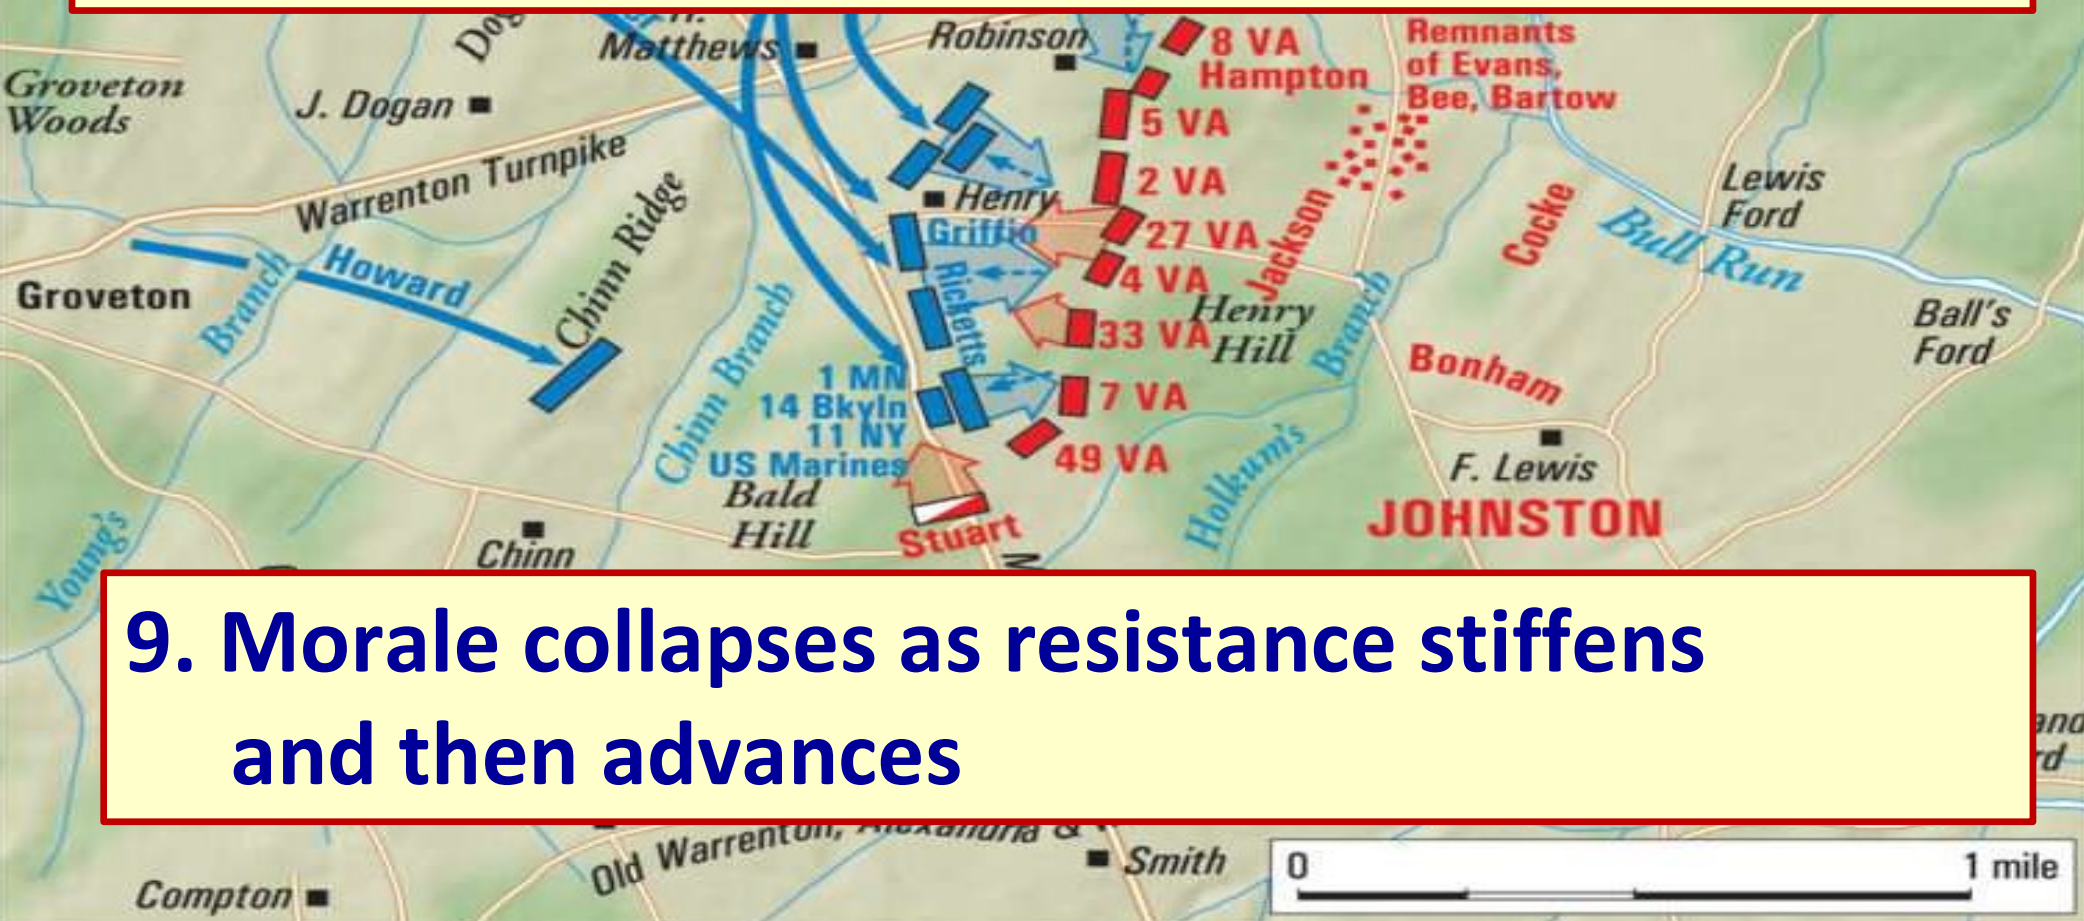 Dog
Matthews
Robinson
8 VA
Hampton
Remnants
of Evans,
Bee, Bartow
Groveton
Woods
J. Dogan
5 VA
Warrenton Turnpike
2 VA
Lewis
Ford
Henry
Chinn Ridge
Jackson
Cocke
Bull Run
Griffin
27 VA
Howard
Groveton
Branch
4 VA
Ricketts
Henry
Hill
33 VA
Branch
Ball's
Ford
Chinn Branch
Bonham
1 MN
14 Bkyln
11 NY
US Marines
7 VA
49 VA
Holkum's
F. Lewis
JOHNSTON
Bald
Hill
Stuart
Young's
Chinn
9. Morale collapses as resistance stiffens
and then advances
Old Warrenton, Alexandria &
Smith
Compton
0
1 mile